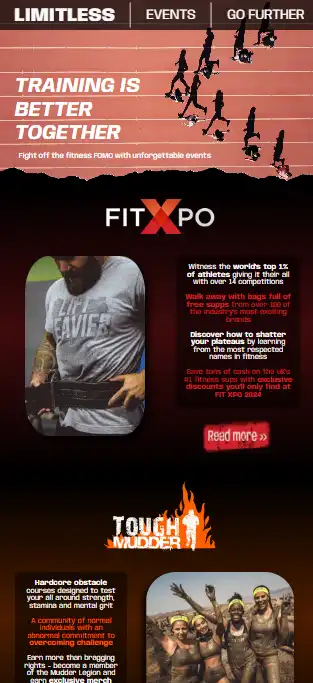 LIMITLESS
EVENTS
GO FURTHER
TRAINING IS
BETTER
TOGETHER
Fight off the fitness FOMO with unforgettable events
FITXPO
LIFT
HEAVIES
Witness the world's top 1%
of athletes giving it their all
with over 14 competitions
Walk away with bags full of
free supps from over 100 of
the industry's most exciting
brands
Discover how to shatter
your plateaus by learning
from the most respected
names in fitness
Save tons of cash on the UK's
#1 fitness sups with exclusive
discounts you'll only find at
FIT XPO 2024
Read more »
TOUGH
MUDDER
Hardcore obstacle
courses designed to test
your all around strength,
stamina and mental grit
A community of normal
individuals with an
abnormal commitment to
overcoming challenge
Earn more than bragging
rights - become a member
of the Mudder Legion and
earn exclusive merch